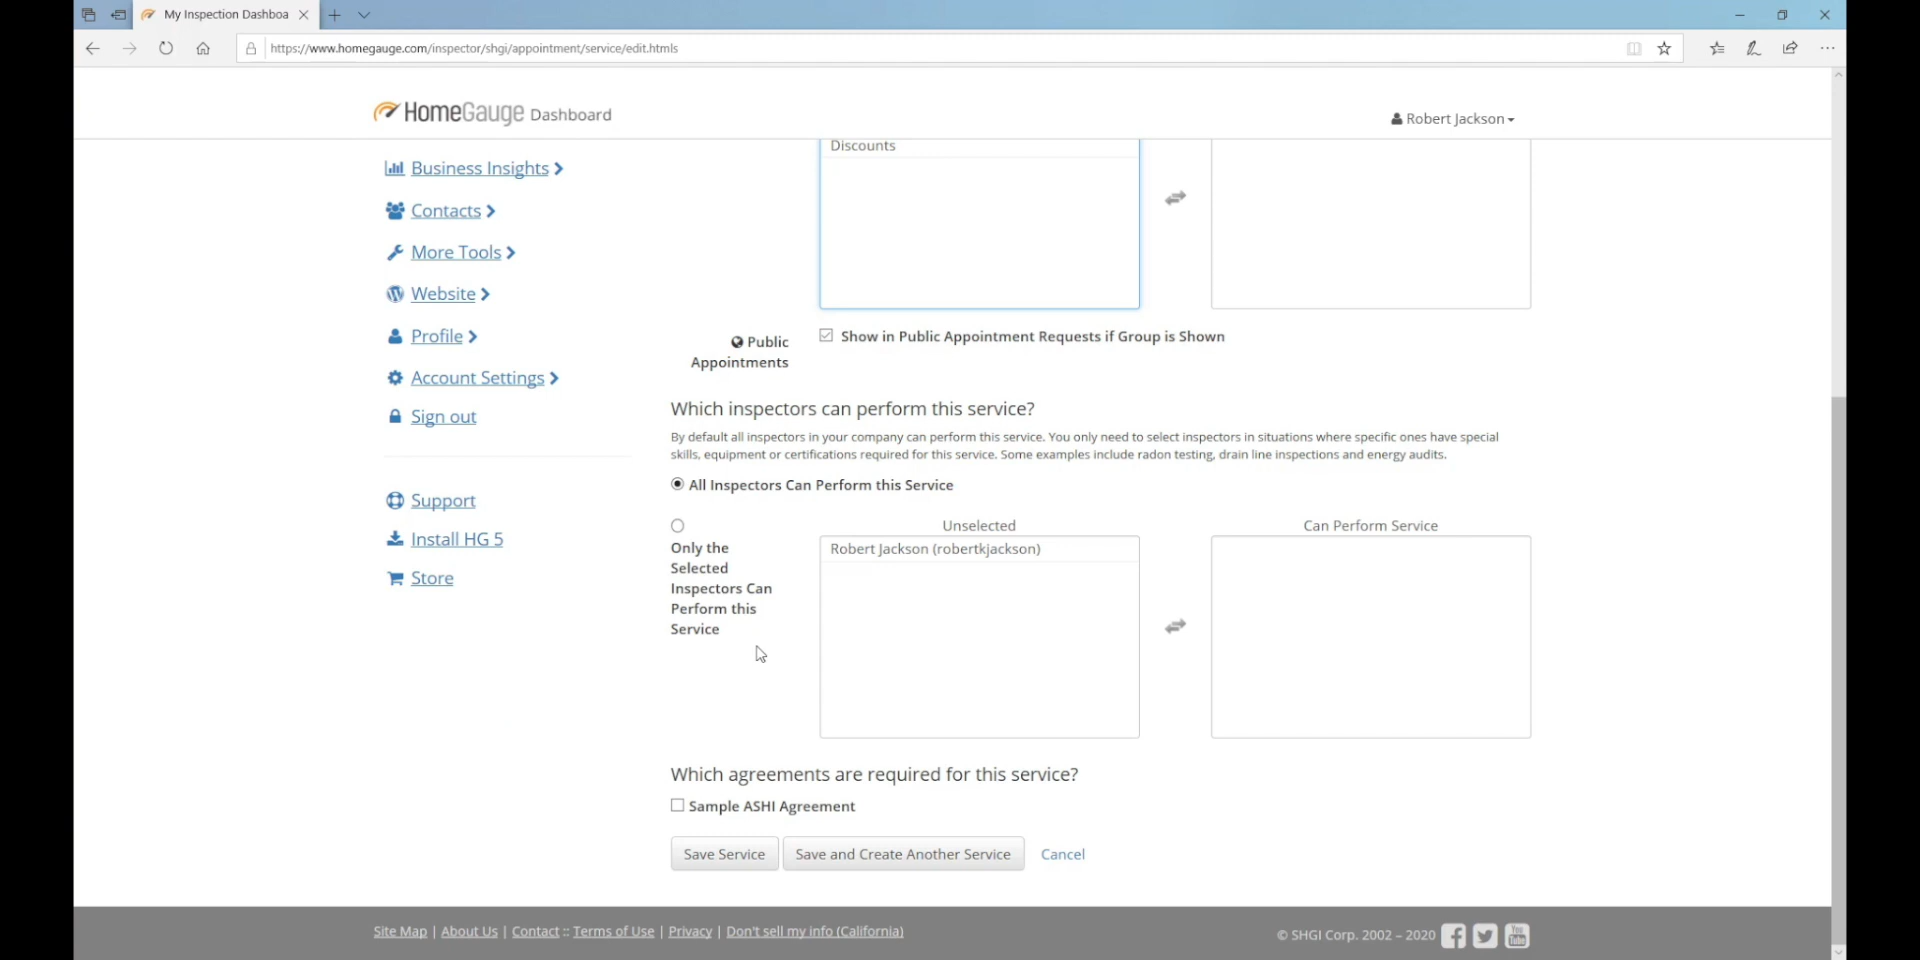 My Inspection Dashboa
https://www.homegauge.com/inspector/shgi/appointment/service/edit.htmls
HomeGauge Dashboard
Robert Jackson
Business Insights
Contacts
More Tools
Website
Profile
Account Settings
Sign out
Support
Install HG 5
Store
Discounts
Public
Appointments
Show in Public Appointment Requests if Group is Shown
Which inspectors can perform this service?
By default all inspectors in your company can perform this service. You only need to select inspectors in situations where specific ones have special
skills, equipment or certifications required for this service. Some examples include radon testing, drain line inspections and energy audits.
All Inspectors Can Perform this Service
Only the
Selected
Inspectors Can
Perform this
Service
Unselected
Robert Jackson (robertkjackson)
Can Perform Service
Which agreements are required for this service?
Sample ASHI Agreement
Save Service
Save and Create Another Service
Cancel
Site Map | About Us | Contact :: Terms of Use | Privacy | Don't sell my info (California)
© SHGI Corp. 2002 – 2020
You
Tube